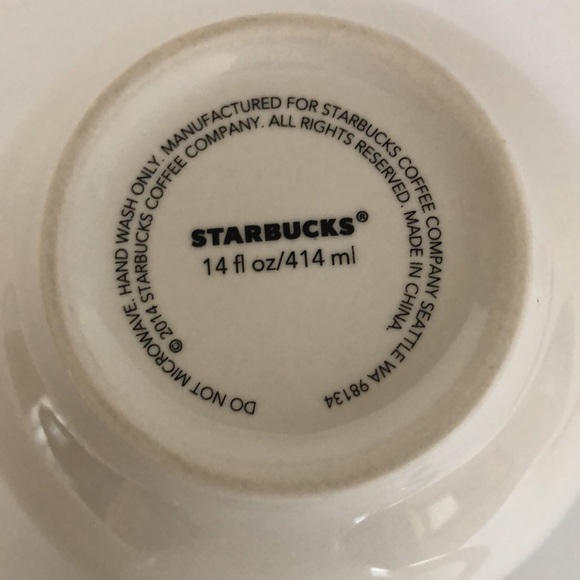 DO NOT MICROWAVE. HAND WASH ONLY. MANUFACTURED FOR STARBUCKS COFFEE COMPANY SEATTLE WA 98134
© 2014 STARBUCKS COFFEE COMPANY. ALL RIGHTS RESERVED. MADE IN CHINA.
STARBUCKS®
14 fl oz/414 ml